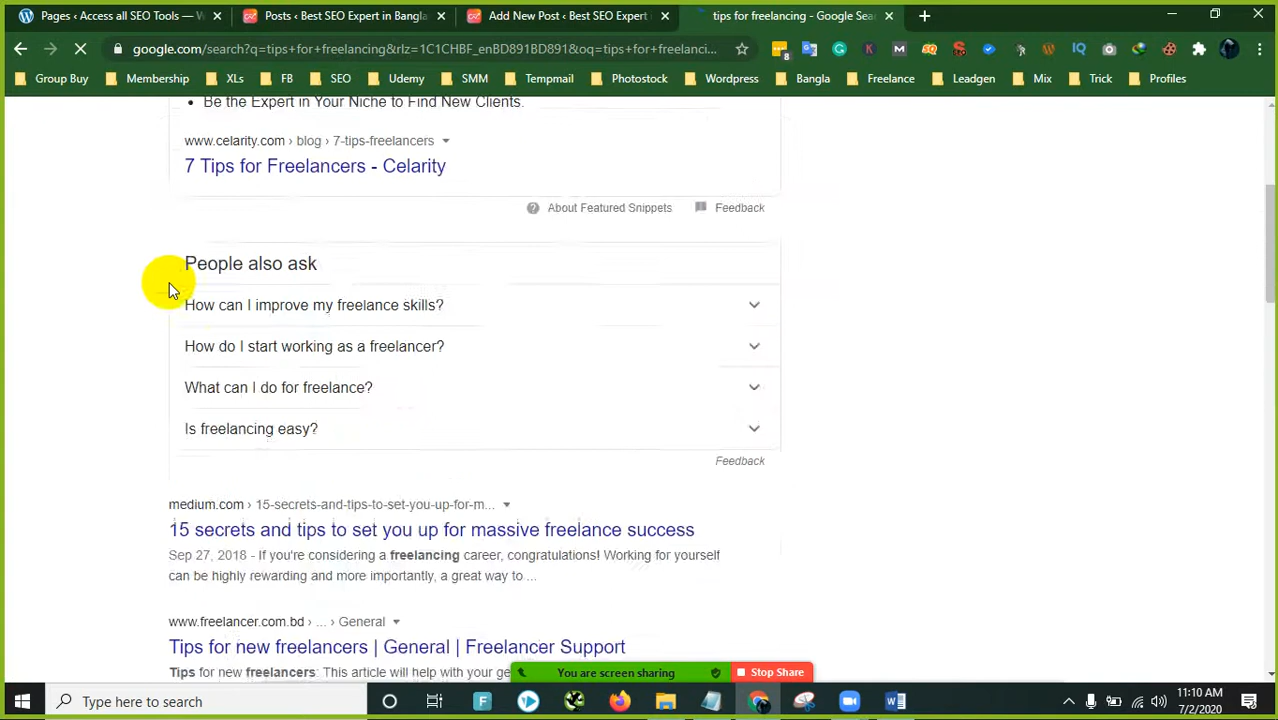 Pages ‹ Access all SEO Tools — W
Posts ‹ Best SEO Expert in Bangla
Add New Post ‹ Best SEO Expert
tips for freelancing - Google Sea
google.com/search?q=tips+for+freelancing&rlz=1C1CHBF_enBD891BD891&oq=tips+for+freelanci...
8
Group Buy
Membership
XLs
FB
SEO
Udemy
SMM
Tempmail
Photostock
Wordpress
Bangla
Freelance
Leadgen
Mix
Trick
Profiles
• Be the Expert in Your Niche to Find New Clients.
www.celarity.com › blog › 7-tips-freelancers
7 Tips for Freelancers - Celarity
About Featured Snippets
Feedback
People also ask
How can I improve my freelance skills?
How do I start working as a freelancer?
What can I do for freelance?
Is freelancing easy?
Feedback
medium.com › 15-secrets-and-tips-to-set-you-up-for-m...
15 secrets and tips to set you up for massive freelance success
Sep 27, 2018 - If you're considering a freelancing career, congratulations! Working for yourself
can be highly rewarding and more importantly, a great way to ...
www.freelancer.com.bd › ... › General
Tips for new freelancers | General | Freelancer Support
Tips for new freelancers: This article will help with your ge
You are screen sharing
Stop Share
Type here to search
11:10 AM
7/2/2020